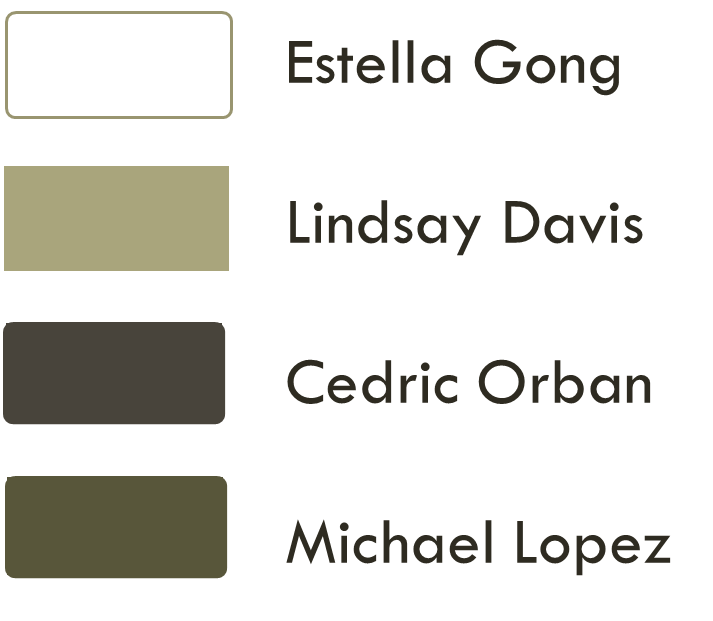 Estella Gong
Lindsay Davis
Cedric Orban
Michael Lopez